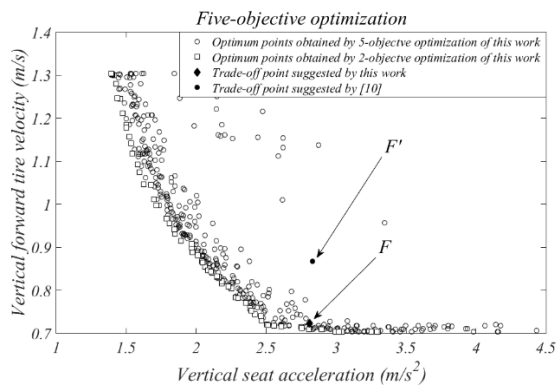 Five-objective optimization
1.4
1.3
1.2
1.1
1
0.9
0.8
0.7
Vertical forward tire velocity (m/s)
Optimum points obtained by 5-objectve optimization of this work
Optimum points obtained by 2-objective optimization of this work
Trade-off point suggested by this work
Trade-off point suggested by [10]
F'
F
1 1.5 2 2.5 3 3.5 4 4.5
Vertical seat acceleration (m/s²)